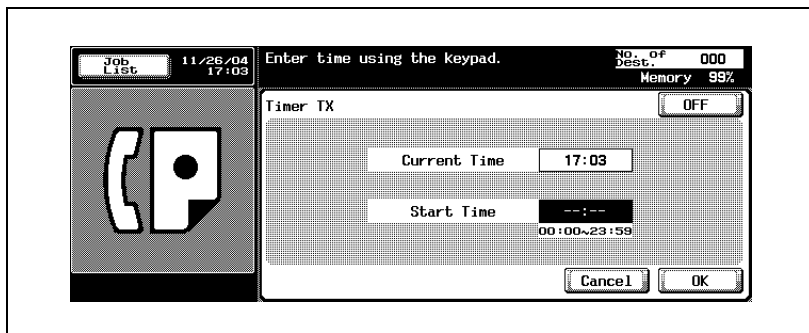 Job List
11/26/04
17:03
Enter time using the keypad.
No. of Dest. 000
Memory 99%
Timer TX
OFF
Current Time 17:03
Start Time --:--
00:00~23:59
Cancel OK